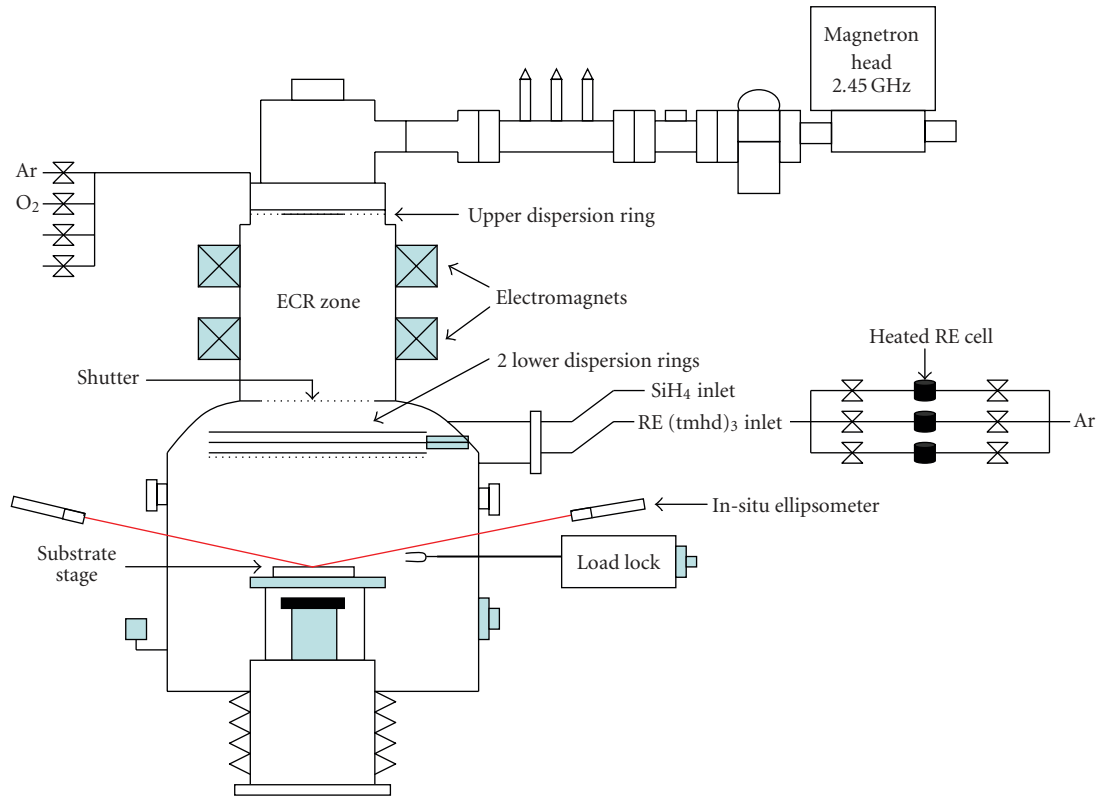 Magnetron
head
2.45 GHz
Ar
O₂
Upper dispersion ring
ECR zone
Electromagnets
Heated RE cell
2 lower dispersion rings
Shutter
SiH₄ inlet
RE (tmhd)₃ inlet
Ar
In-situ ellipsometer
Substrate
stage
Load lock